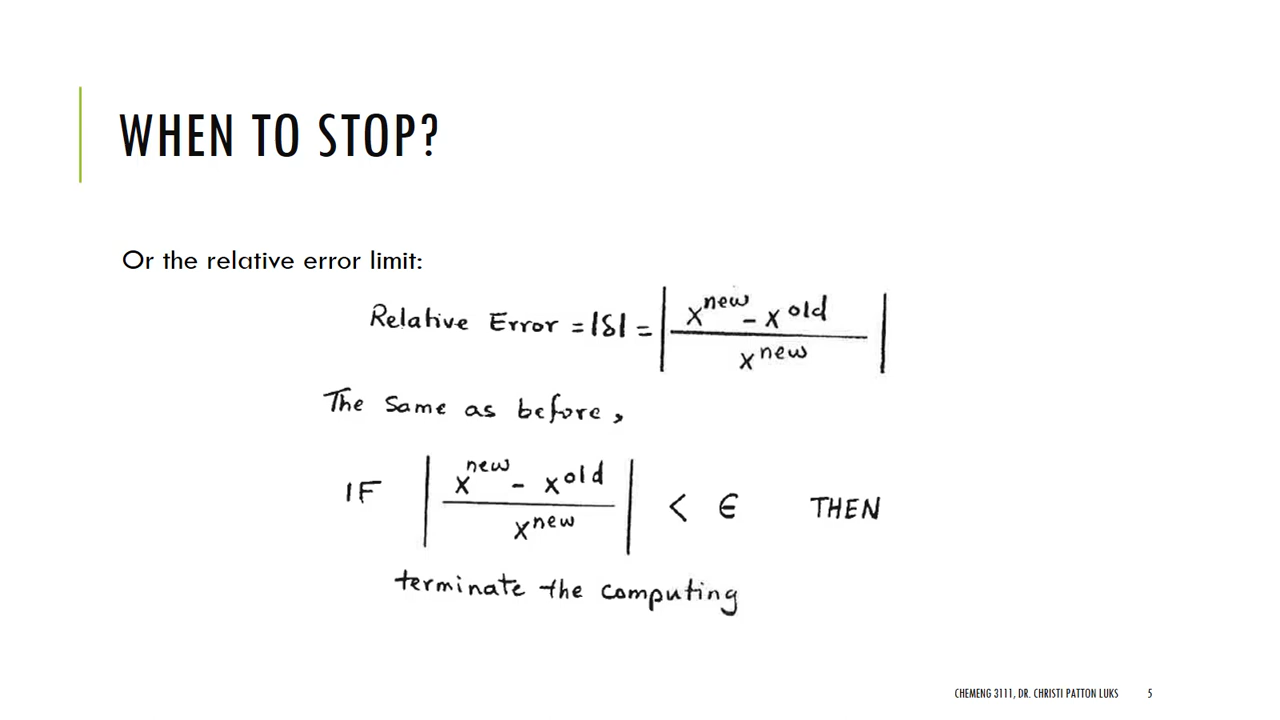 WHEN TO STOP?
Or the relative error limit:
Relative Error = |δ| = | (x^new - x^old) / x^new |
The same as before,
IF | (x^new - x^old) / x^new | < ∈ THEN
terminate the computing
CHEMENG 3111, DR. CHRISTI PATTON LUKS 5